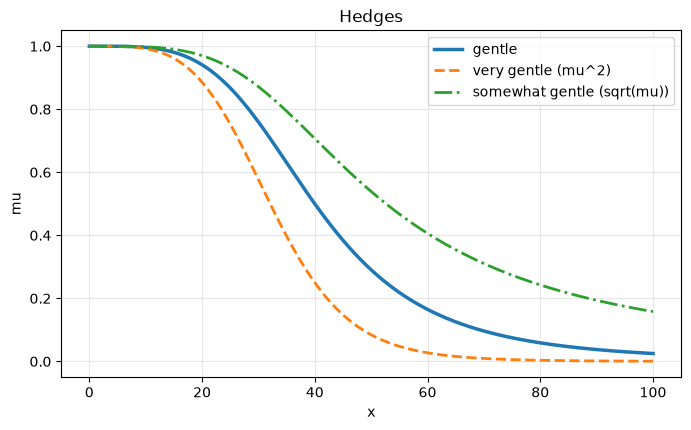 Hedges
gentle
very gentle (mu^2)
somewhat gentle (sqrt(mu))
mu
1.0
0.8
0.6
0.4
0.2
0.0
0 20 40 60 80 100
x